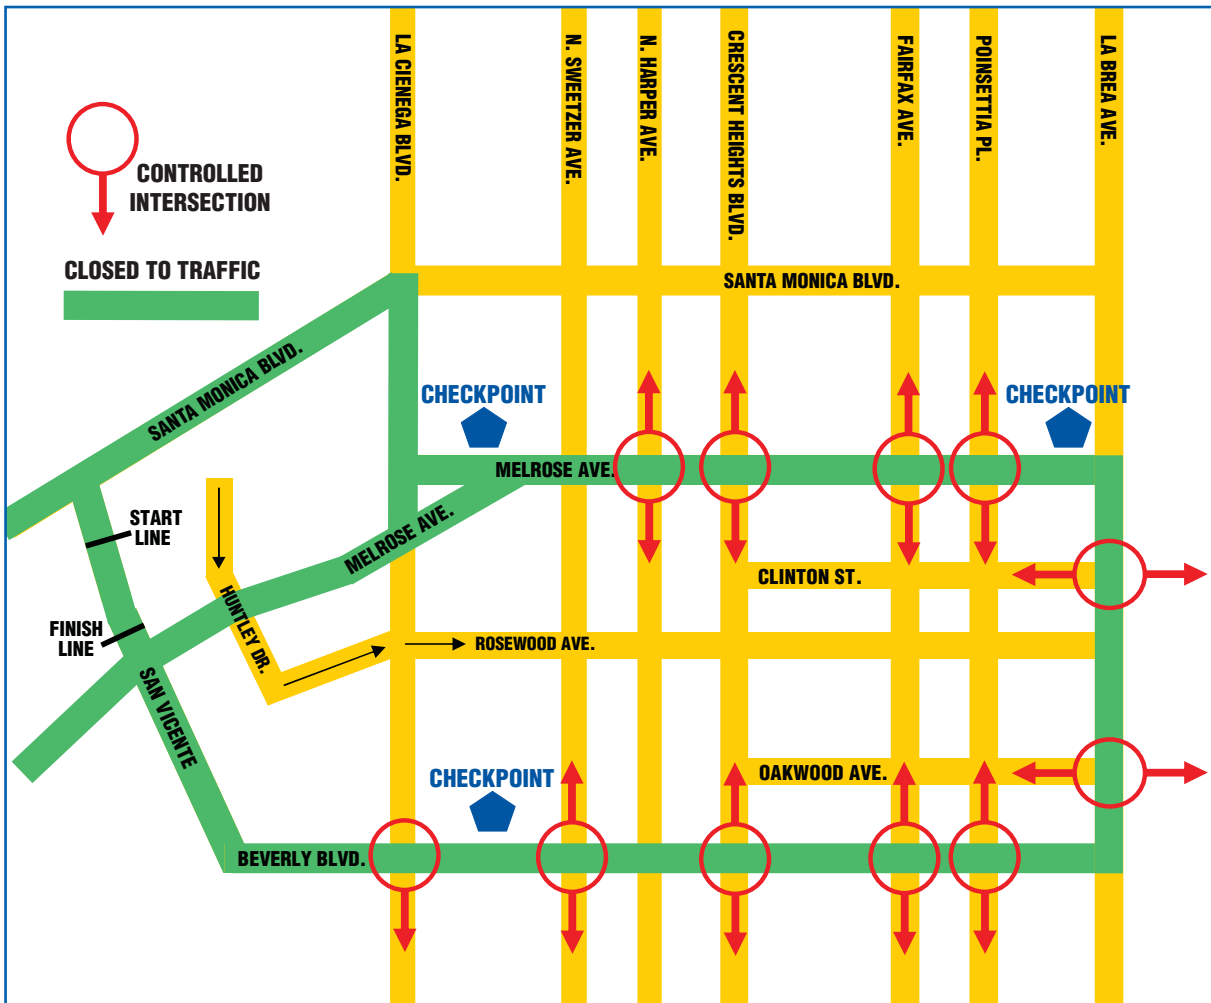 LA CIENEGA BLVD.
N. SWEETZER AVE.
N. HARPER AVE.
CRESCENT HEIGHTS BLVD.
FAIRFAX AVE.
POINSETTIA PL.
LA BREA AVE.
CONTROLLED
INTERSECTION
CLOSED TO TRAFFIC
SANTA MONICA BLVD.
SANTA MONICA BLVD.
CHECKPOINT
CHECKPOINT
MELROSE AVE.
MELROSE AVE.
START
LINE
CLINTON ST.
HUNTLEY DR.
FINISH
LINE
ROSEWOOD AVE.
SAN VICENTE
CHECKPOINT
OAKWOOD AVE.
BEVERLY BLVD.